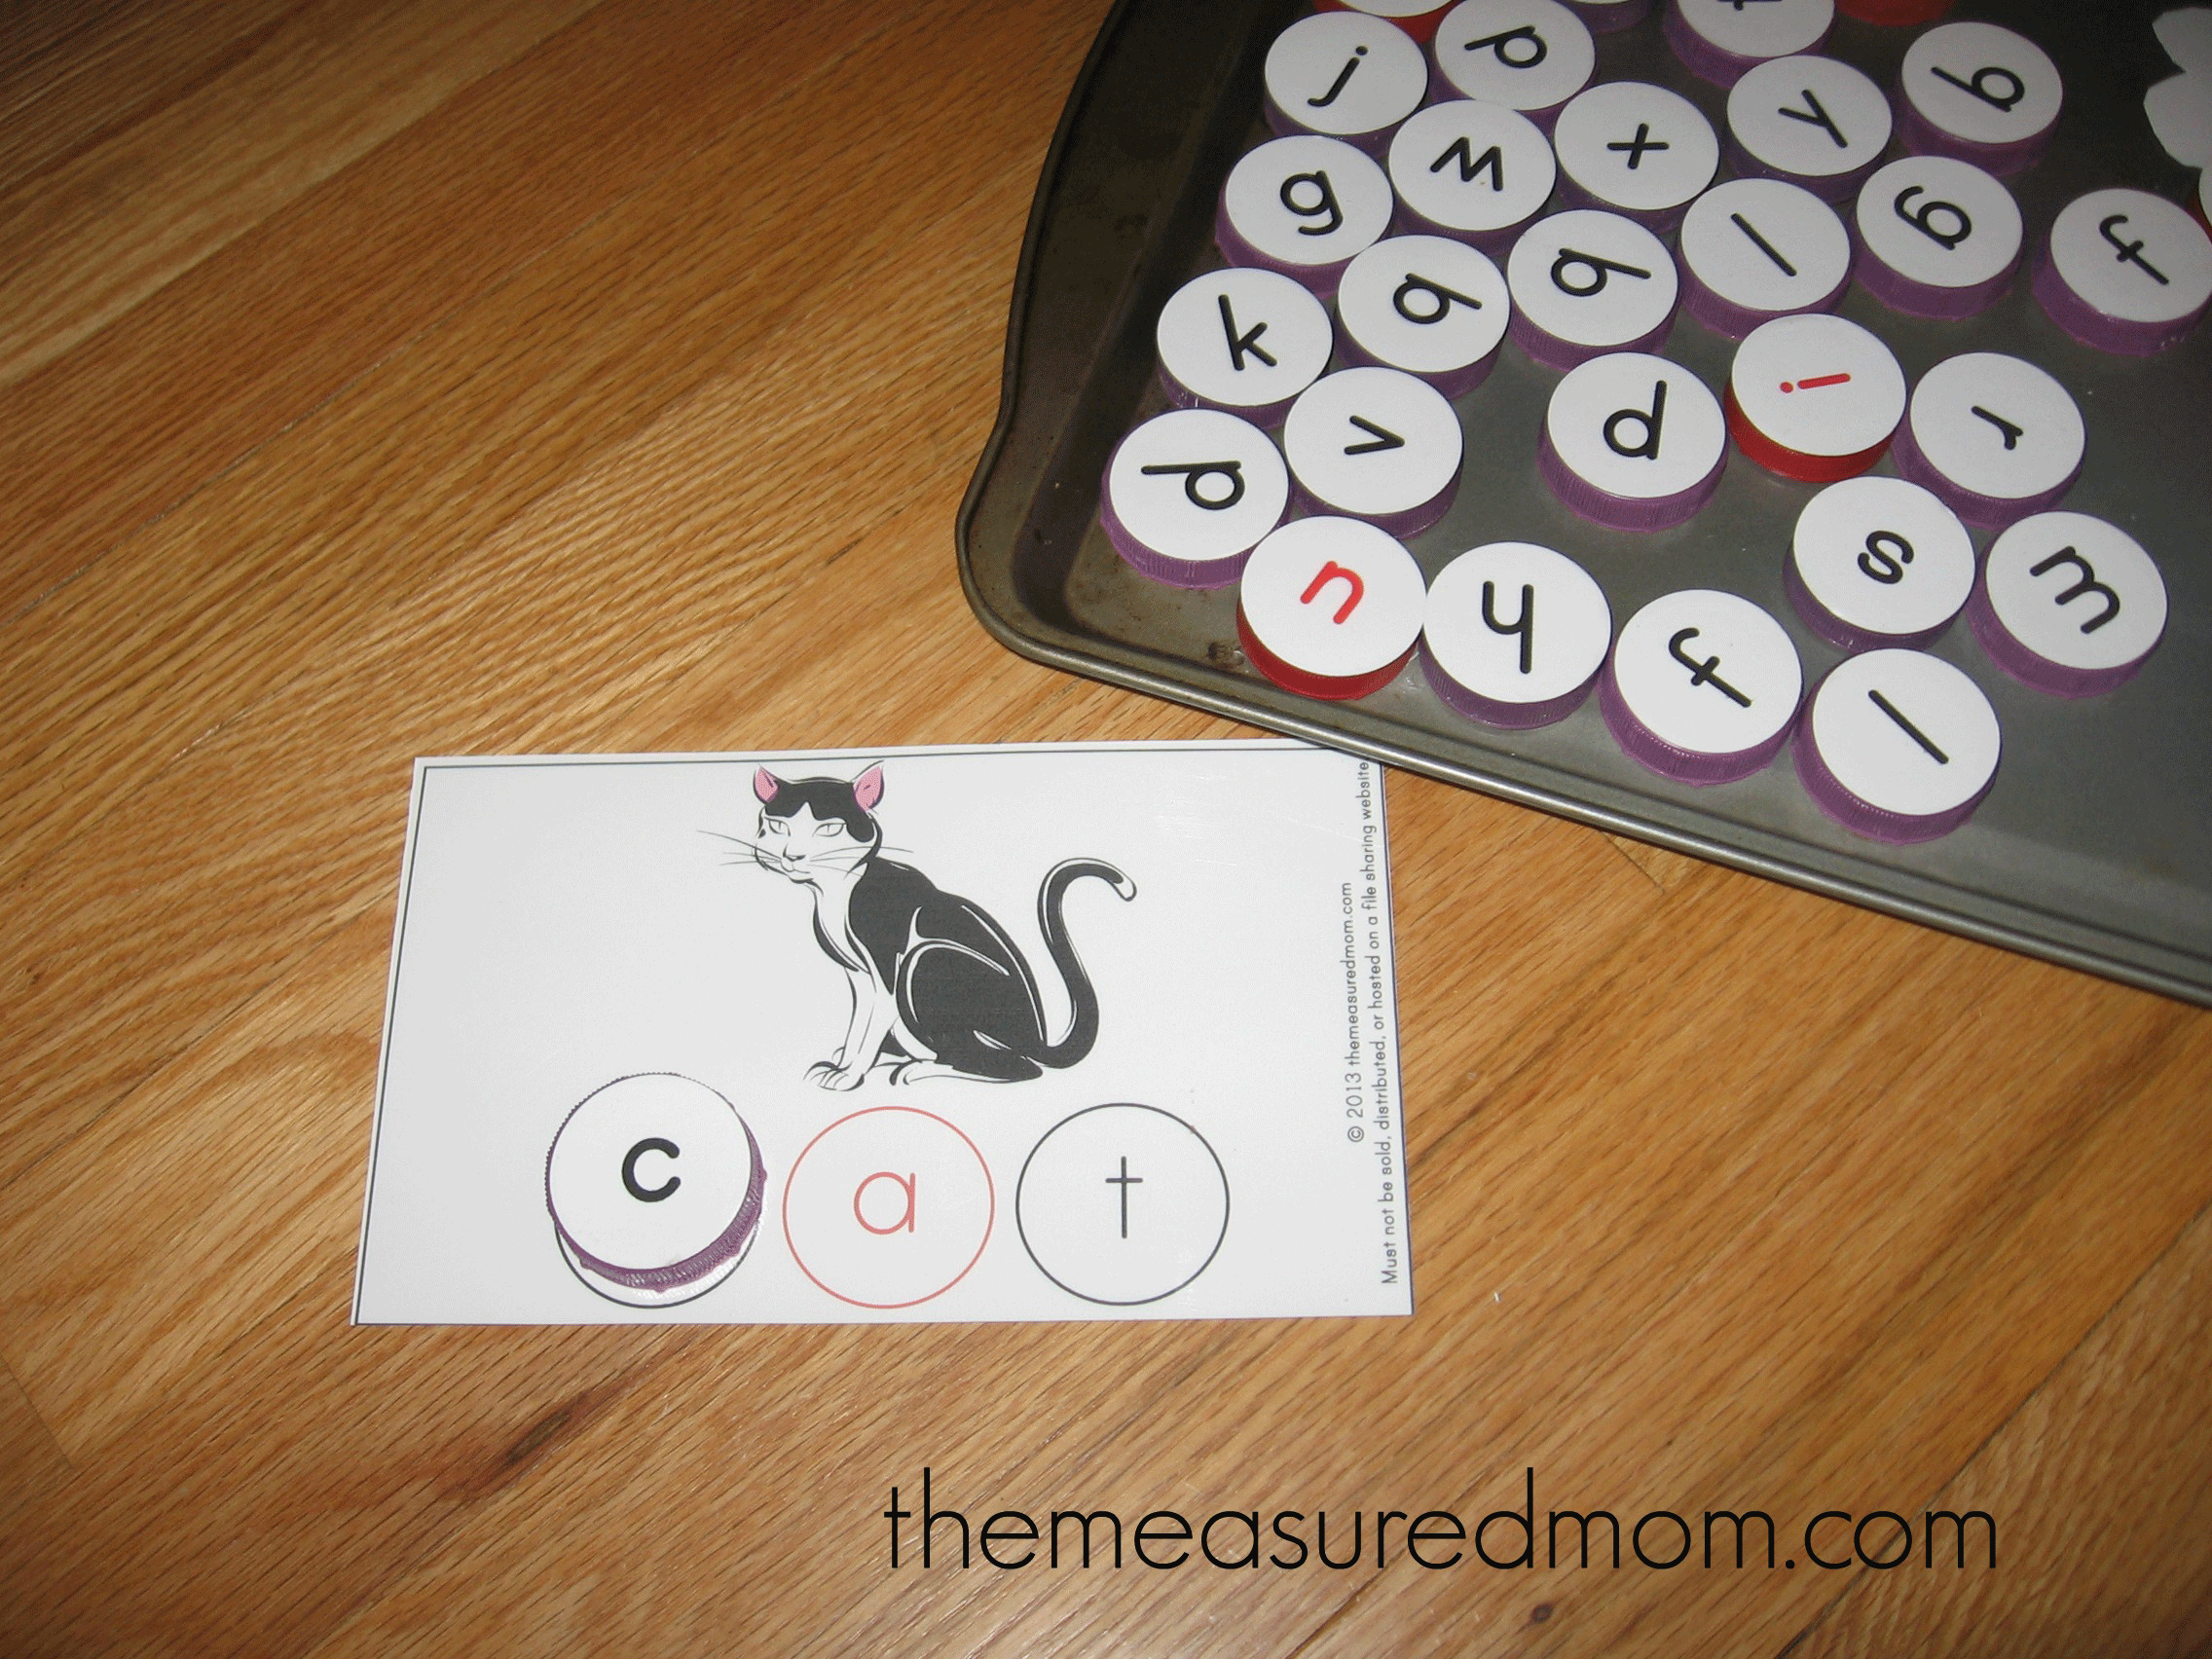 j
p
y
g
w
x
l
g
f
k
v
d
i
r
u
h
f
s
m
l
c a t
© 2013 themeasuredmom.com
Must not be sold, distributed, or hosted on a file sharing website
themeasuredmom.com